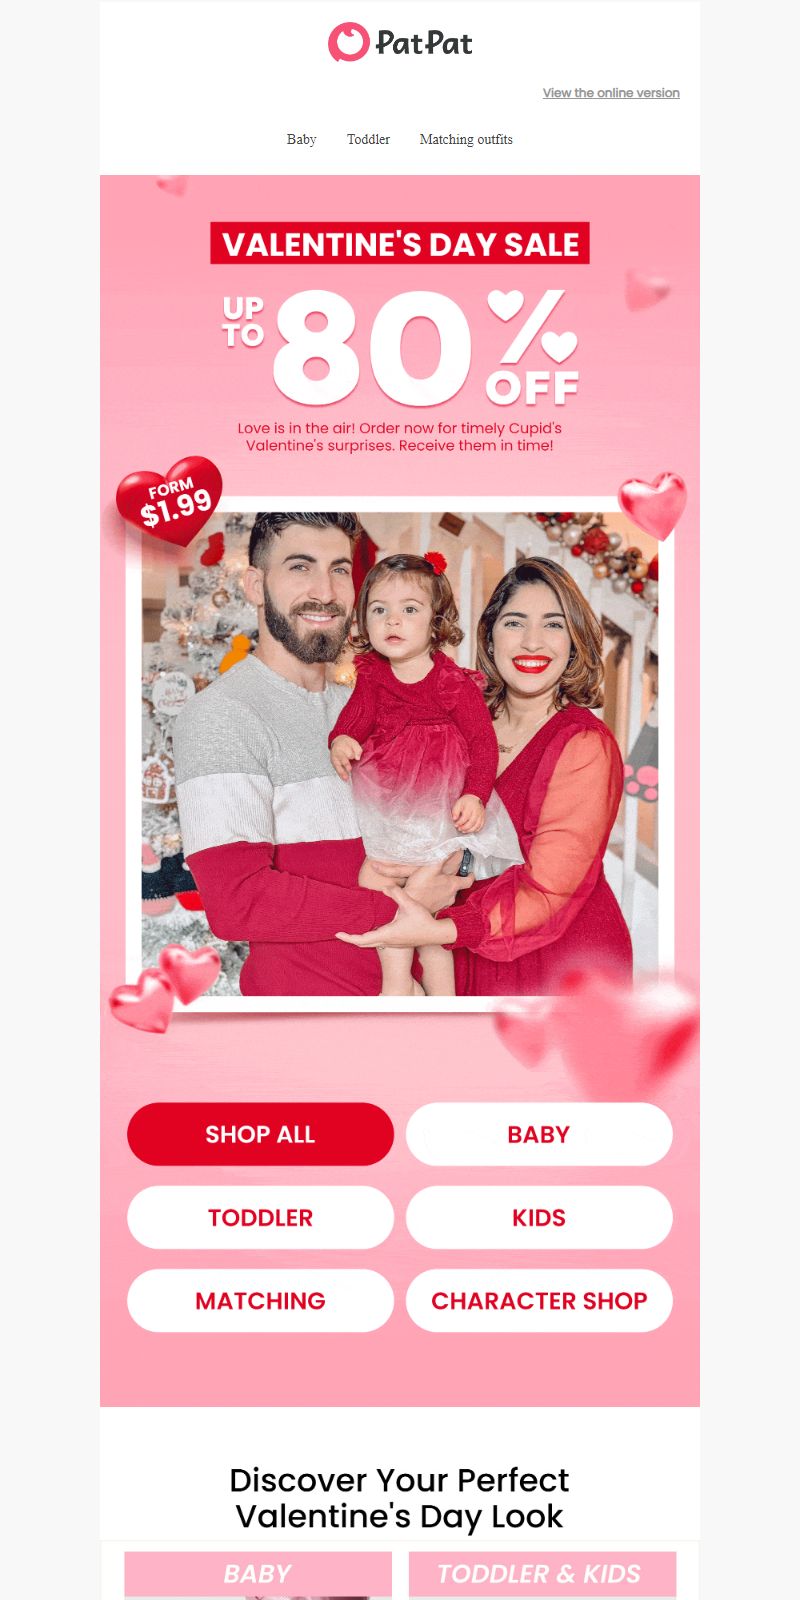 PatPat
View the online version
Baby Toddler Matching outfits
VALENTINE'S DAY SALE
UP
TO
80%
OFF
Love is in the air! Order now for timely Cupid's
Valentine's surprises. Receive them in time!
FORM
$1.99
SHOP ALL BABY
TODDLER KIDS
MATCHING CHARACTER SHOP
Discover Your Perfect
Valentine's Day Look
BABY TODDLER & KIDS